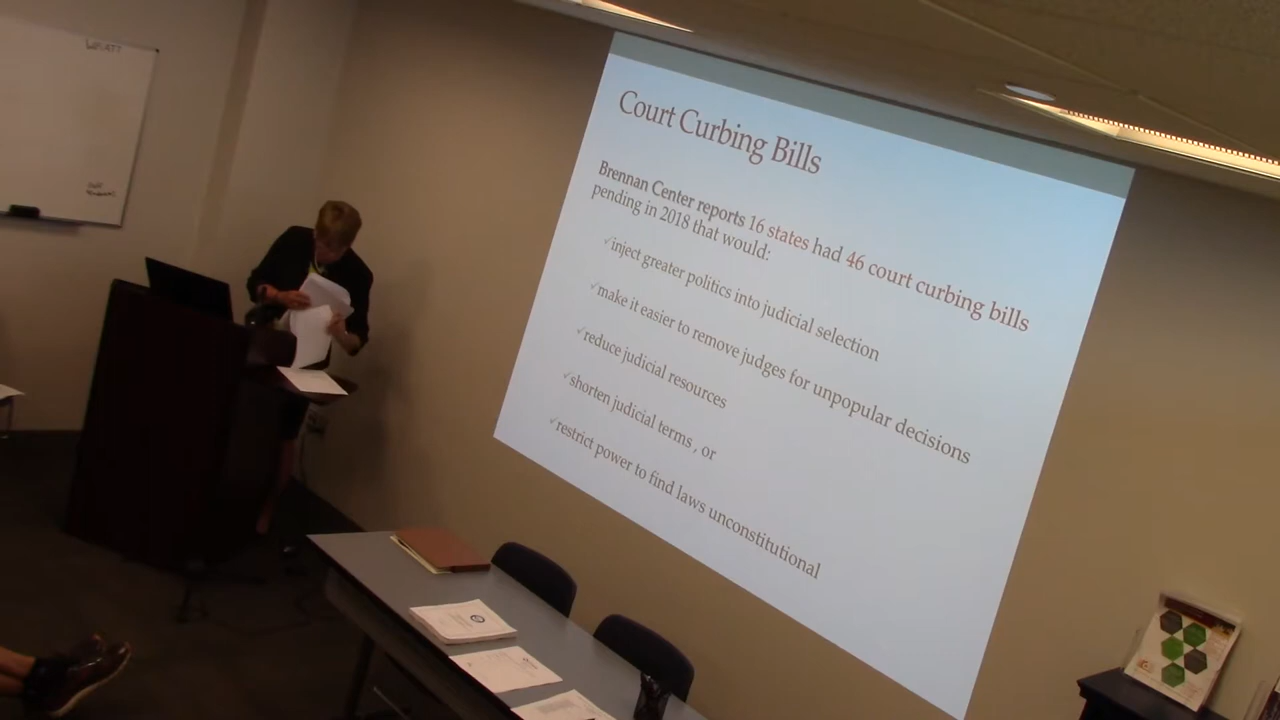 Court Curbing Bills
Brennan Center reports 16 states had 46 court curbing bills
pending in 2018 that would:
✓inject greater politics into judicial selection
✓make it easier to remove judges for unpopular decisions
✓reduce judicial resources
✓shorten judicial terms , or
✓restrict power to find laws unconstitutional